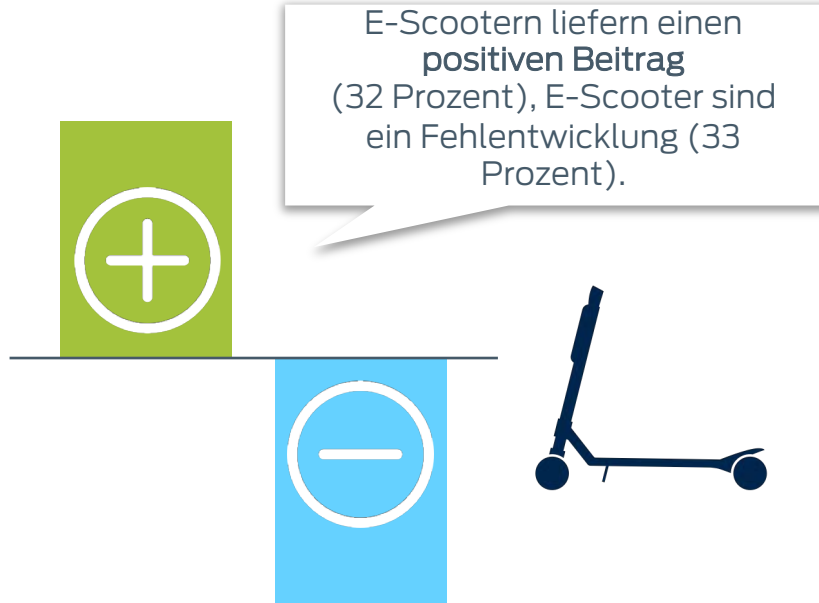 E-Scootern liefern einen
positiven Beitrag
(32 Prozent), E-Scooter sind
ein Fehlentwicklung (33
Prozent).